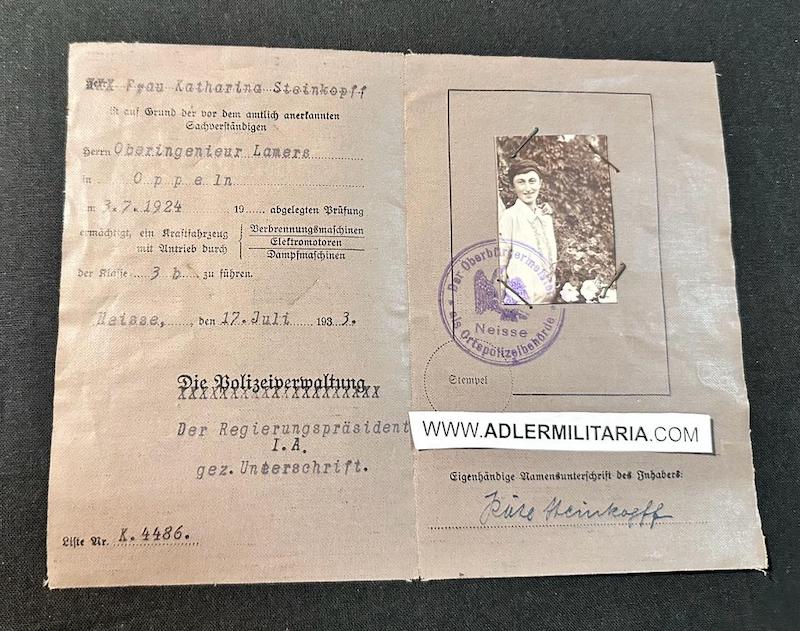 Frau Katharina Steinkopff
ist auf Grund der vor dem amtlich anerkannten
Sachverständigen
Herrn Oberingenieur Lamers
in Oppeln
am 3.7.1924 19 abgelegten Prüfung
ermächtigt, ein Kraftfahrzeug
mit Antrieb durch
Verbrennungsmaschinen
Elektromotoren
Dampfmaschinen
der Klasse 3 b zu führen.
Neisse, den 17. Juli 1933.
Die Polizeiverwaltung
XXXXXXXXXXXXXXXXXXX
Der Regierungspräsident
I.A.
gez. Unterschrift.
Liste Nr. K. 4486.
Der Oberbürgermeister
als Ortspolizeibehörde
Neisse
Stempel
WWW.ADLERMILITARIA.COM
Eigenhändige Namensunterschrift des Inhabers:
Käte Steinkopff